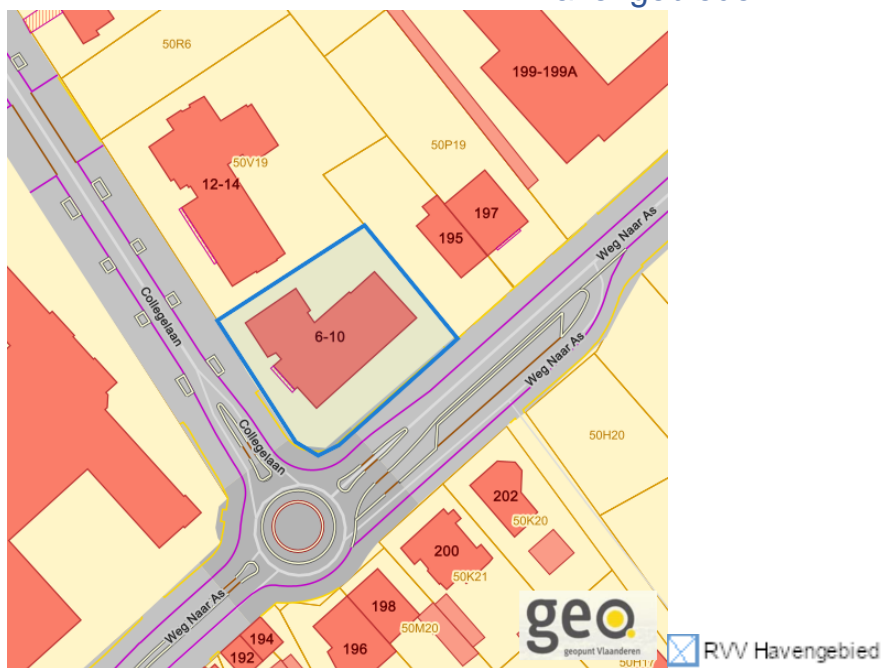 50R6
199-199A
50V19
12-14
50P19
197
195
Weg Naar As
Collegelaan
6-10
Weg Naar As
Collegelaan
50H20
202
50K20
200
50K21
198
50M20
196
194
192
Weg Naar As
geo
geopunt Vlaanderen
50H17
RVV Havengebied